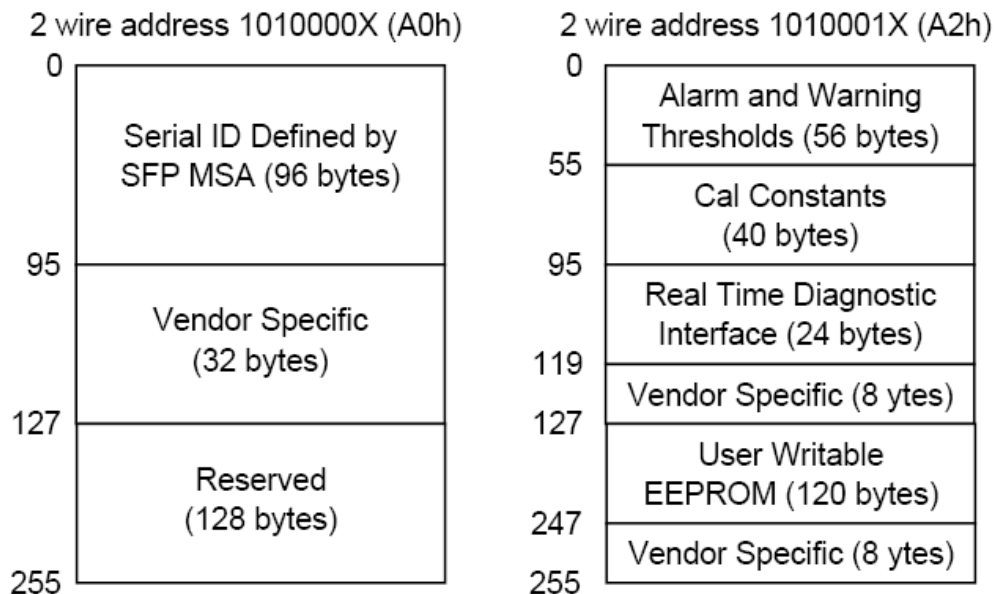 2 wire address 1010000X (A0h)
0
Serial ID Defined by
SFP MSA (96 bytes)
95
Vendor Specific
(32 bytes)
127
Reserved
(128 bytes)
255
2 wire address 1010001X (A2h)
0
Alarm and Warning
Thresholds (56 bytes)
55
Cal Constants
(40 bytes)
95
Real Time Diagnostic
Interface (24 bytes)
119
Vendor Specific (8 ytes)
127
User Writable
EEPROM (120 bytes)
247
Vendor Specific (8 ytes)
255